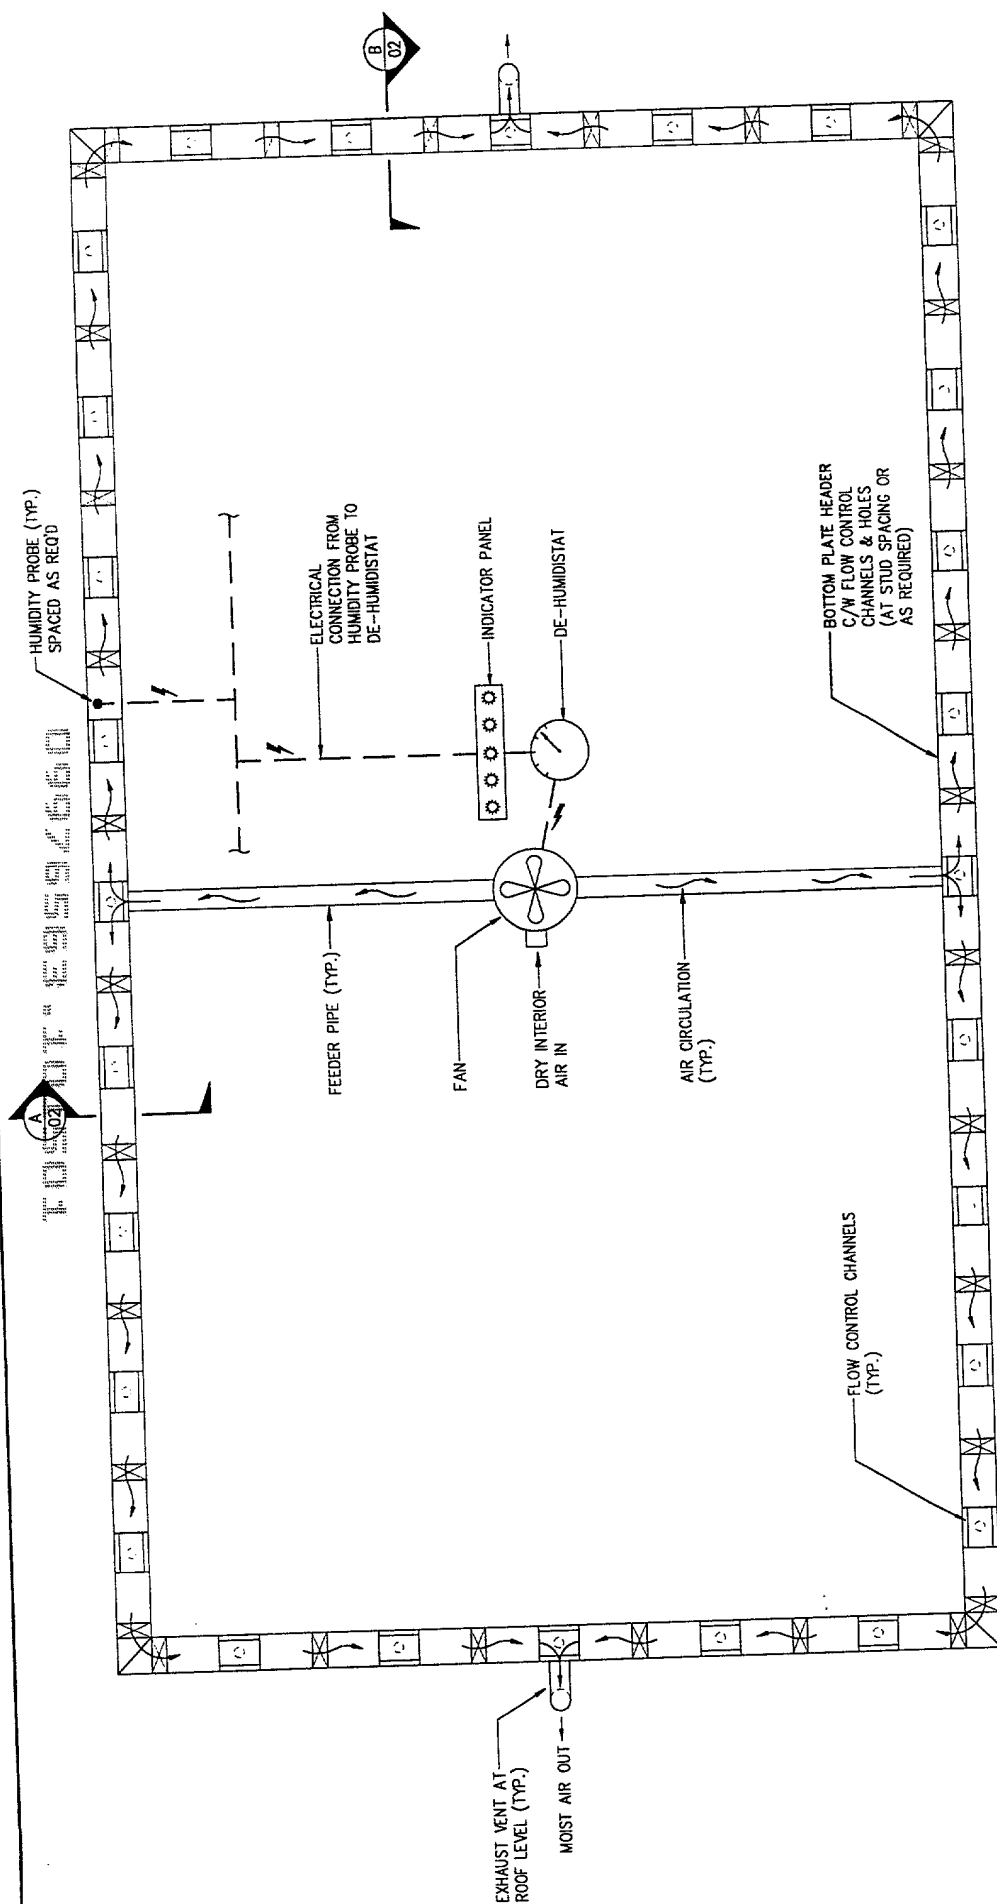 B
02
HUMIDITY PROBE (TYP.)
SPACED AS REQ'D
ELECTRICAL
CONNECTION FROM
HUMIDITY PROBE TO
DE-HUMIDISTAT
INDICATOR PANEL
DE-HUMIDISTAT
BOTTOM PLATE HEADER
C/W FLOW CONTROL
CHANNELS & HOLES
(AT STUD SPACING OR
AS REQUIRED)
A
02
FEEDER PIPE (TYP.)
FAN
DRY INTERIOR
AIR IN
AIR CIRCULATION
(TYP.)
FLOW CONTROL CHANNELS
(TYP.)
EXHAUST VENT AT
ROOF LEVEL (TYP.)
MOIST AIR OUT